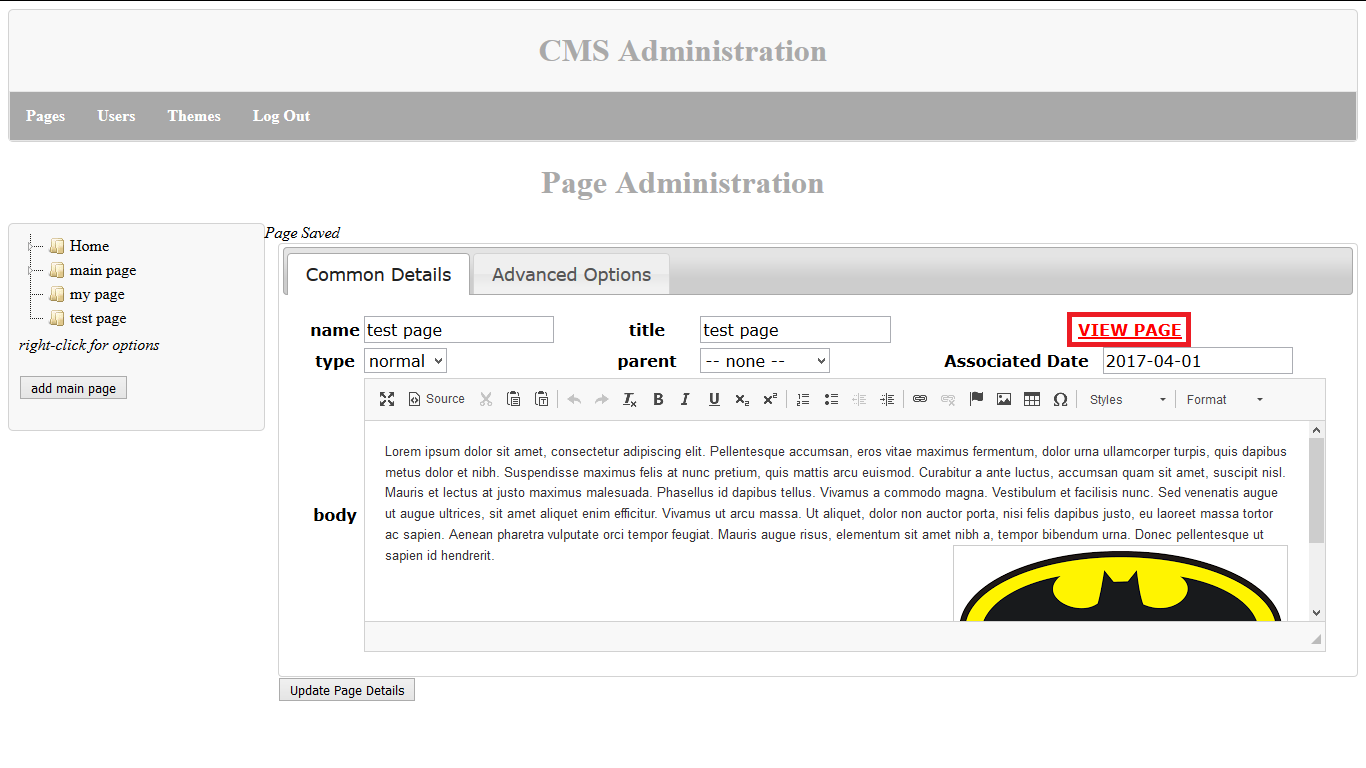 CMS Administration
Pages Users Themes Log Out
Page Administration
Home
main page
my page
test page
right-click for options
add main page
Page Saved
Common Details Advanced Options
name test page title test page VIEW PAGE
type normal parent -- none -- Associated Date 2017-04-01
Source Styles Format
body
Lorem ipsum dolor sit amet, consectetur adipiscing elit. Pellentesque accumsan, eros vitae maximus fermentum, dolor urna ullamcorper turpis, quis dapibus
metus dolor et nibh. Suspendisse maximus felis at nunc pretium, quis mattis arcu euismod. Curabitur a ante luctus, accumsan quam sit amet, suscipit nisl.
Mauris et lectus at justo maximus malesuada. Phasellus id dapibus tellus. Vivamus a commodo magna. Vestibulum et facilisis nunc. Sed venenatis augue
ut augue ultrices, sit amet aliquet enim efficitur. Vivamus ut arcu massa. Ut aliquet, dolor non auctor porta, nisi felis dapibus justo, eu laoreet massa tortor
ac sapien. Aenean pharetra vulputate orci tempor feugiat. Mauris augue risus, elementum sit amet nibh a, tempor bibendum urna. Donec pellentesque ut
sapien id hendrerit.
Update Page Details